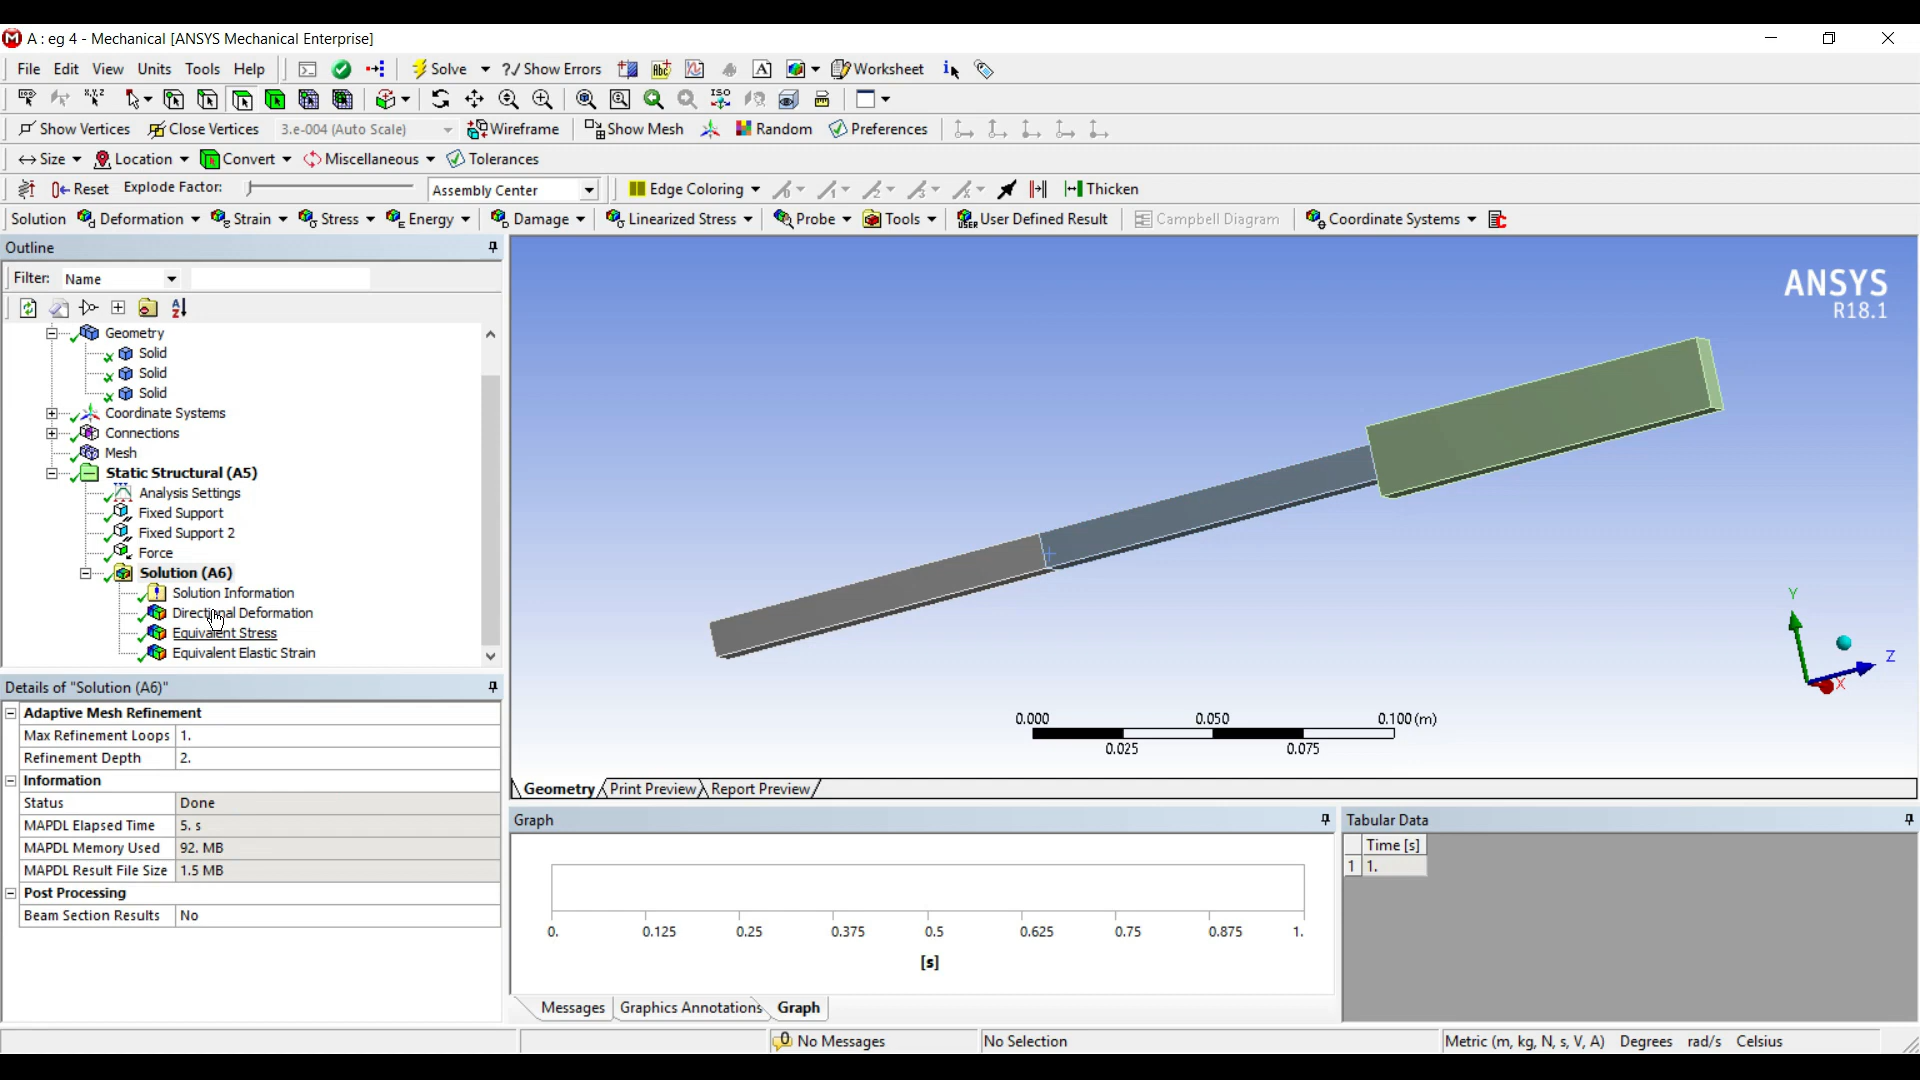 A : eg 4 - Mechanical [ANSYS Mechanical Enterprise]
File Edit View Units Tools Help Solve ?/ Show Errors Worksheet
Show Vertices Close Vertices 3.e-004 (Auto Scale) Wireframe Show Mesh Random Preferences
Size Location Convert Miscellaneous Tolerances
Reset Explode Factor: Assembly Center Edge Coloring Thicken
Solution Deformation Strain Stress Energy Damage Linearized Stress Probe Tools User Defined Result Campbell Diagram Coordinate Systems
Outline
Filter: Name
Geometry
Solid
Solid
Solid
Coordinate Systems
Connections
Mesh
Static Structural (A5)
Analysis Settings
Fixed Support
Fixed Support 2
Force
Solution (A6)
Solution Information
Directional Deformation
Equivalent Stress
Equivalent Elastic Strain
Details of "Solution (A6)"
Adaptive Mesh Refinement
Max Refinement Loops 1.
Refinement Depth 2.
Information
Status Done
MAPDL Elapsed Time 5. s
MAPDL Memory Used 92. MB
MAPDL Result File Size 1.5 MB
Post Processing
Beam Section Results No
ANSYS
R18.1
Y
Z
X
0.000 0.050 0.100 (m)
0.025 0.075
Geometry Print Preview Report Preview
Graph
0. 0.125 0.25 0.375 0.5 0.625 0.75 0.875 1.
[s]
Messages Graphics Annotations Graph
Tabular Data
Time [s]
1 1.
No Messages No Selection Metric (m, kg, N, s, V, A) Degrees rad/s Celsius